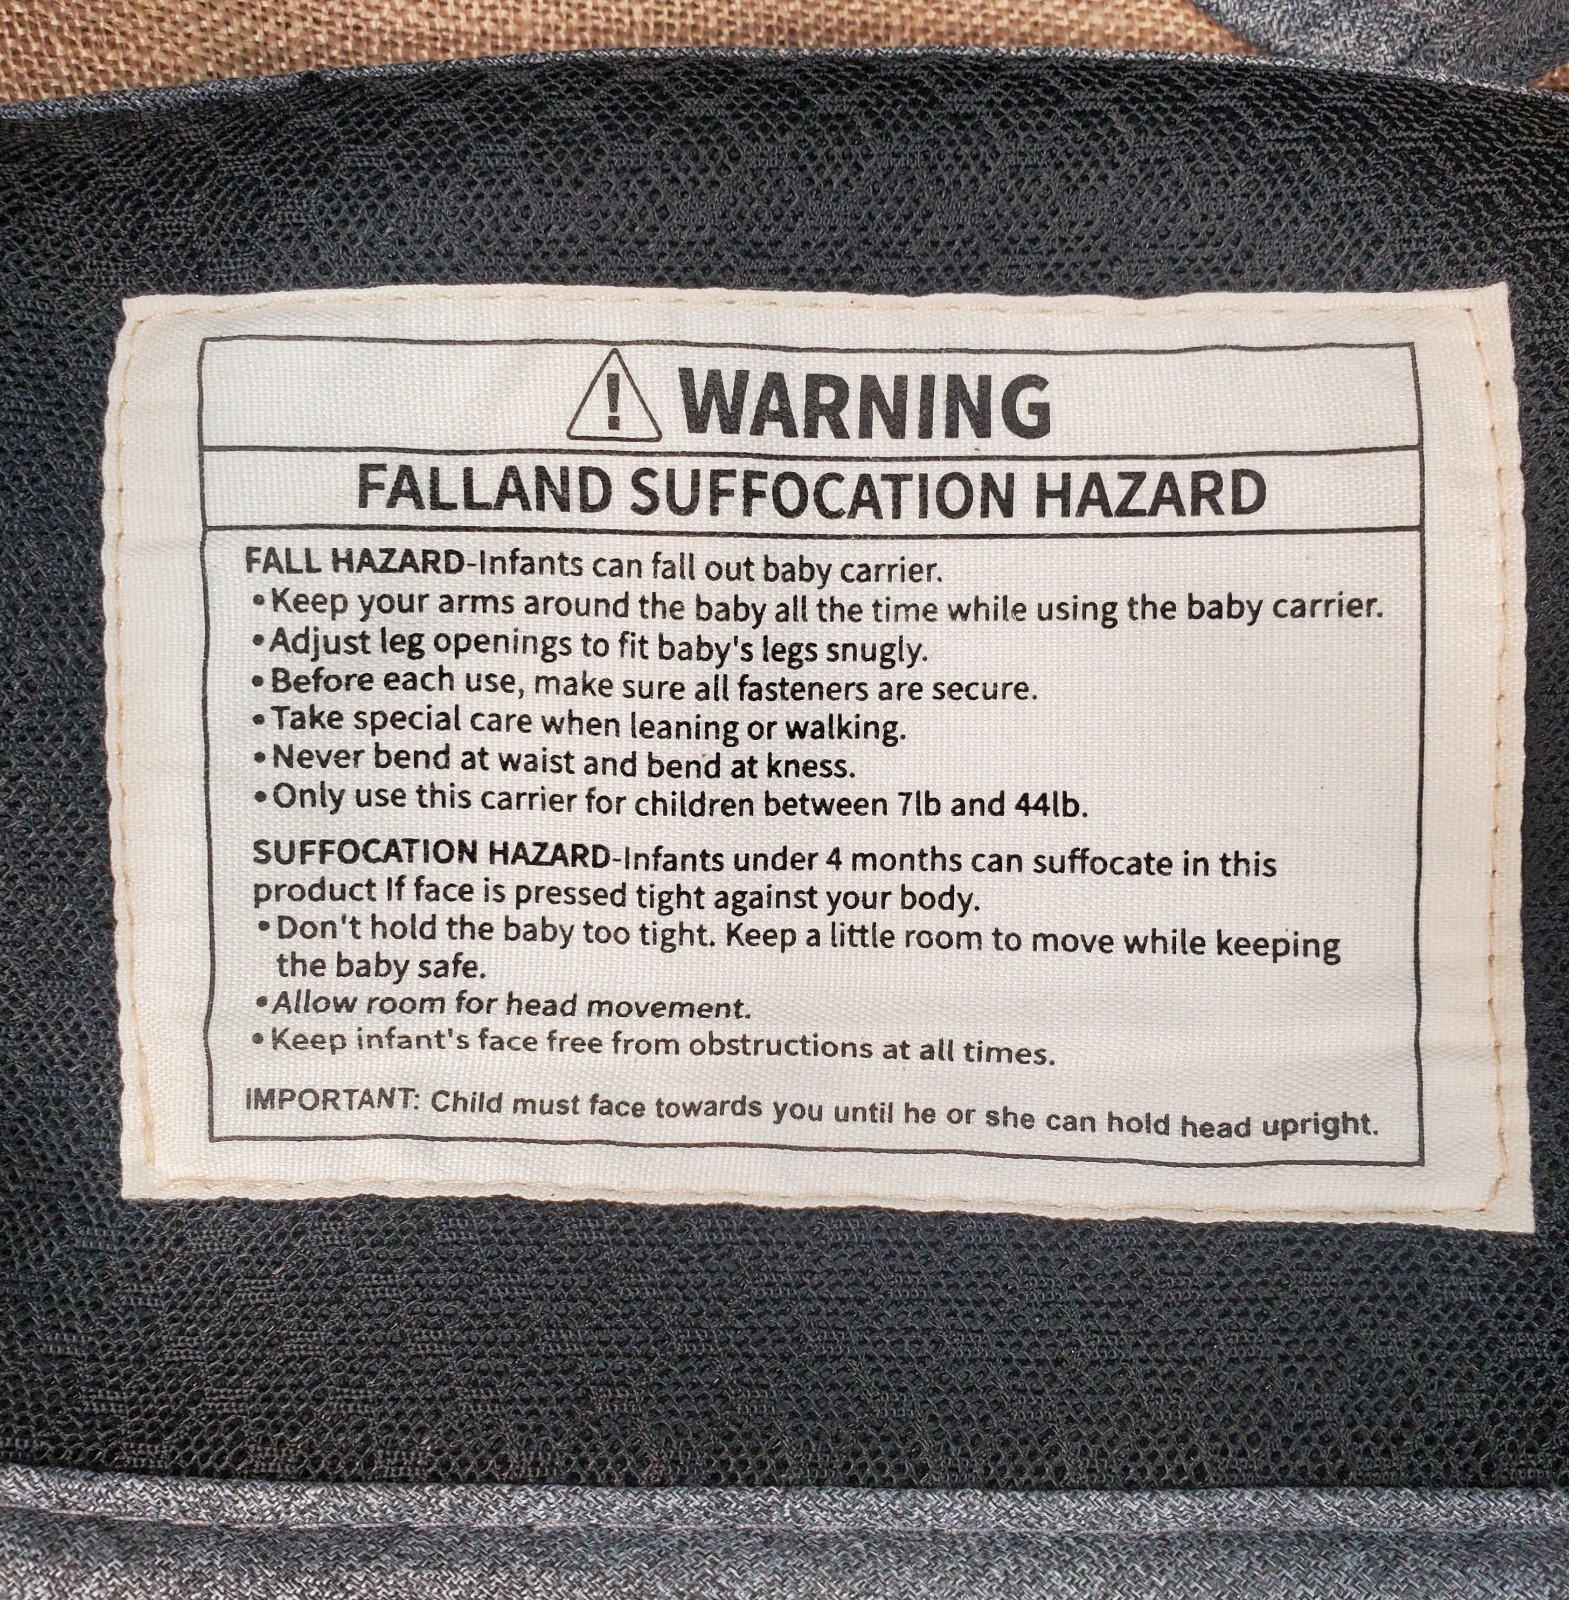 WARNING
FALLAND SUFFOCATION HAZARD
FALL HAZARD-Infants can fall out baby carrier.
•Keep your arms around the baby all the time while using the baby carrier.
•Adjust leg openings to fit baby's legs snugly.
•Before each use, make sure all fasteners are secure.
•Take special care when leaning or walking.
•Never bend at waist and bend at kness.
•Only use this carrier for children between 7lb and 44lb.
SUFFOCATION HAZARD-Infants under 4 months can suffocate in this
product If face is pressed tight against your body.
•Don't hold the baby too tight. Keep a little room to move while keeping
the baby safe.
•Allow room for head movement.
•Keep infant's face free from obstructions at all times.
IMPORTANT: Child must face towards you until he or she can hold head upright.